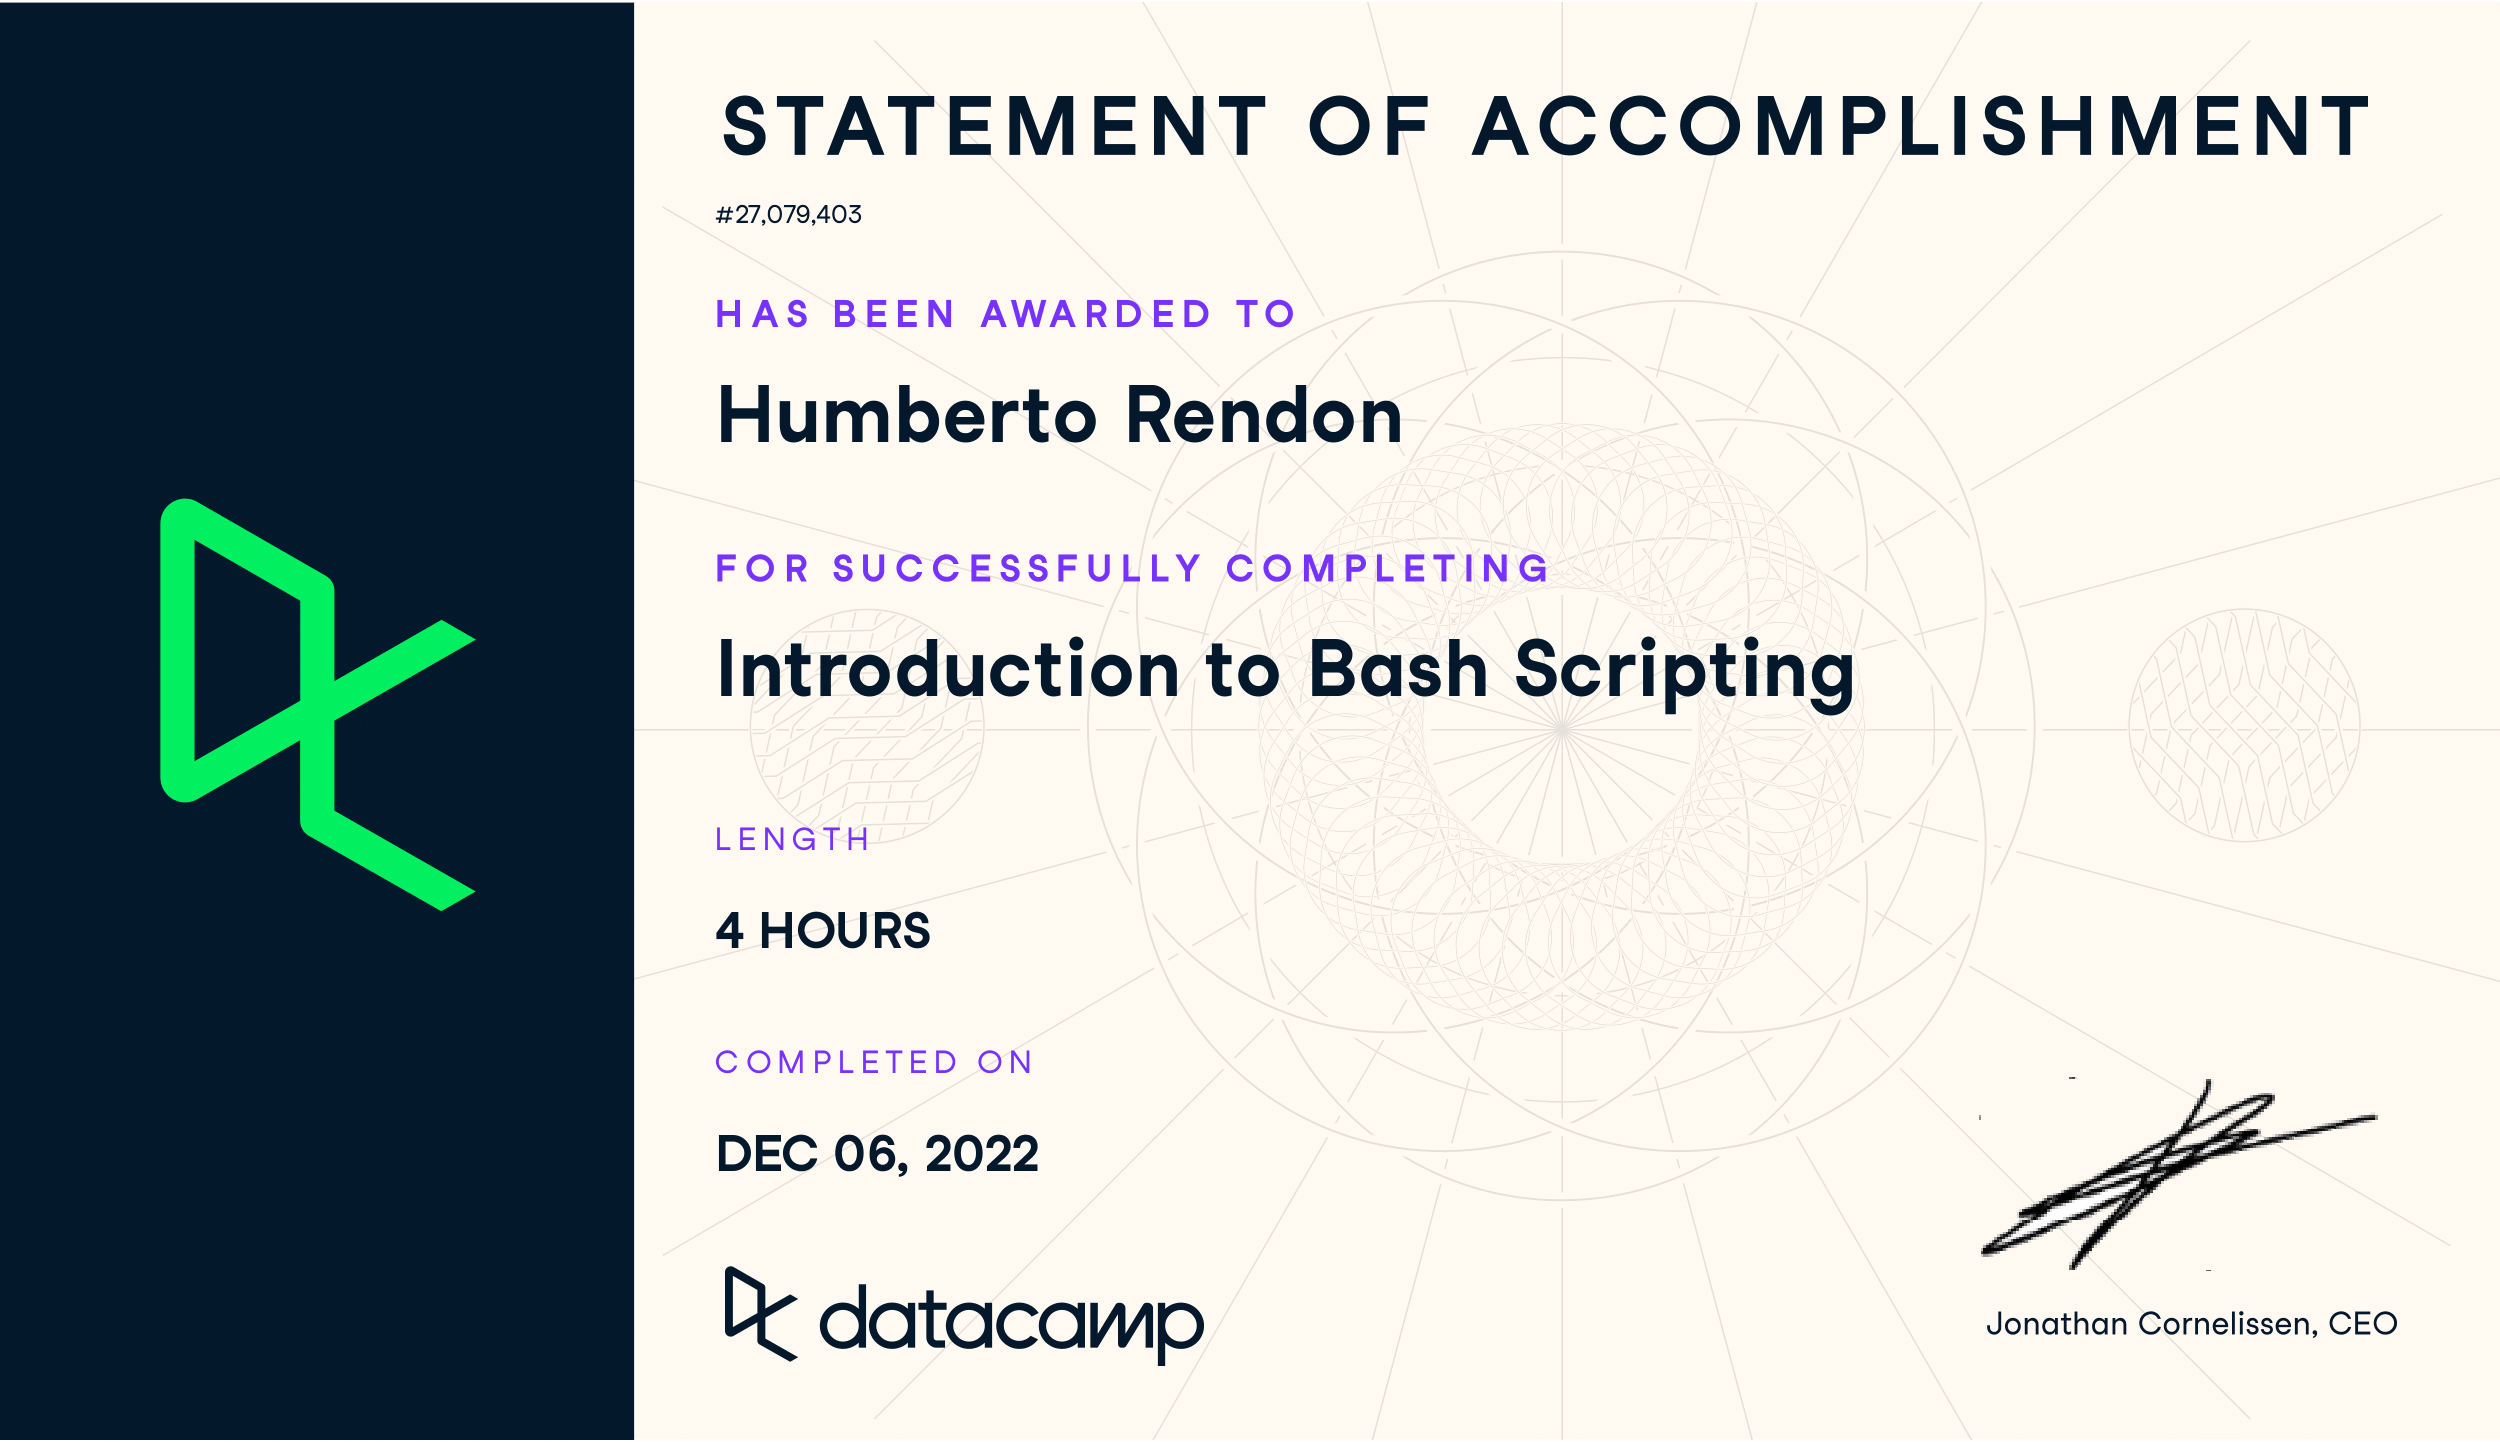 STATEMENT OF ACCOMPLISHMENT
#27,079,403
HAS BEEN AWARDED TO
Humberto Rendon
FOR SUCCESSFULLY COMPLETING
Introduction to Bash Scripting
LENGTH
4 HOURS
COMPLETED ON
DEC 06, 2022
datacamp
Jonathan Cornelissen, CEO